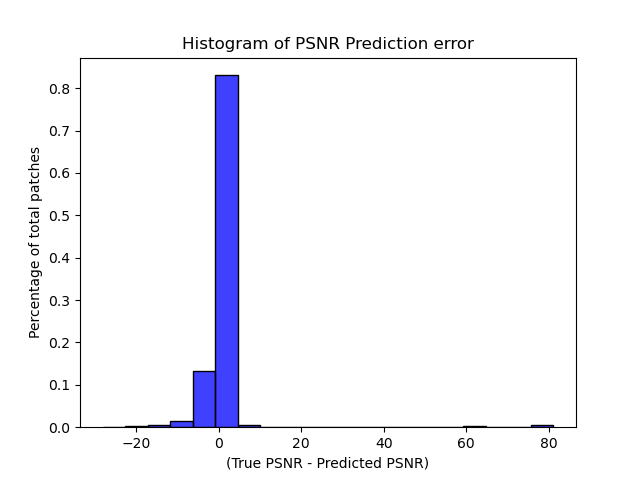 Histogram of PSNR Prediction error
0.8
0.7
0.6
0.5
0.4
0.3
0.2
0.1
0.0
Percentage of total patches
−20 0 20 40 60 80
(True PSNR - Predicted PSNR)